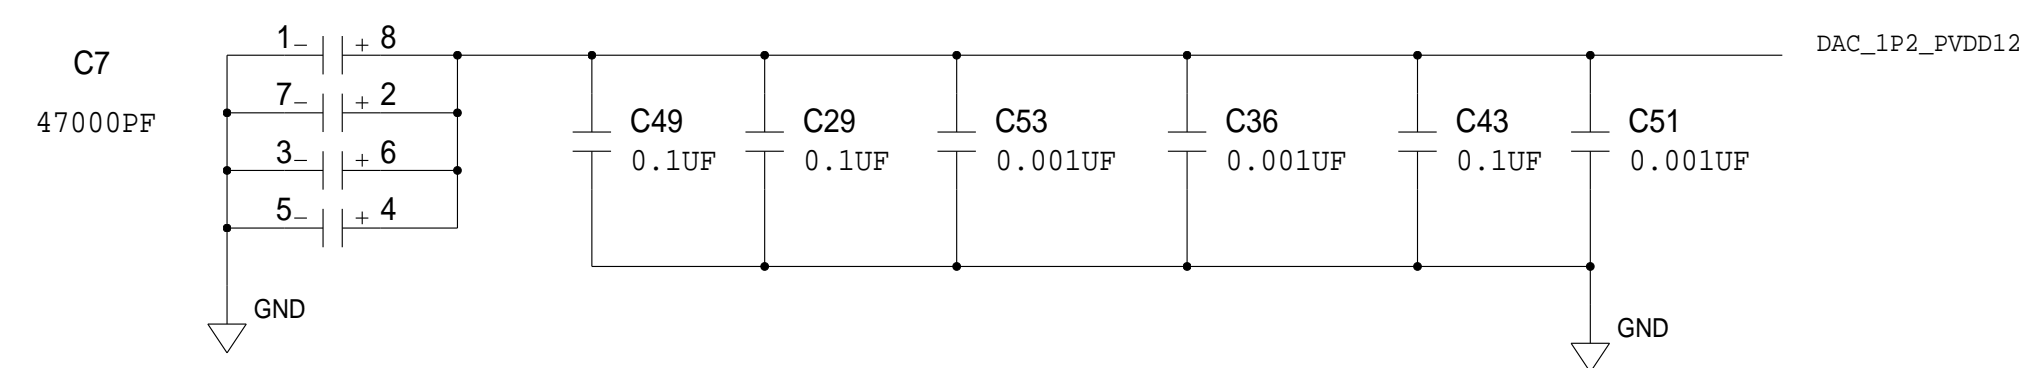 C7
47000PF
1 - + 8
7 - + 2
3 - + 6
5 - + 4
GND
C49
0.1UF
C29
0.1UF
C53
0.001UF
C36
0.001UF
C43
0.1UF
C51
0.001UF
DAC_1P2_PVDD12
GND